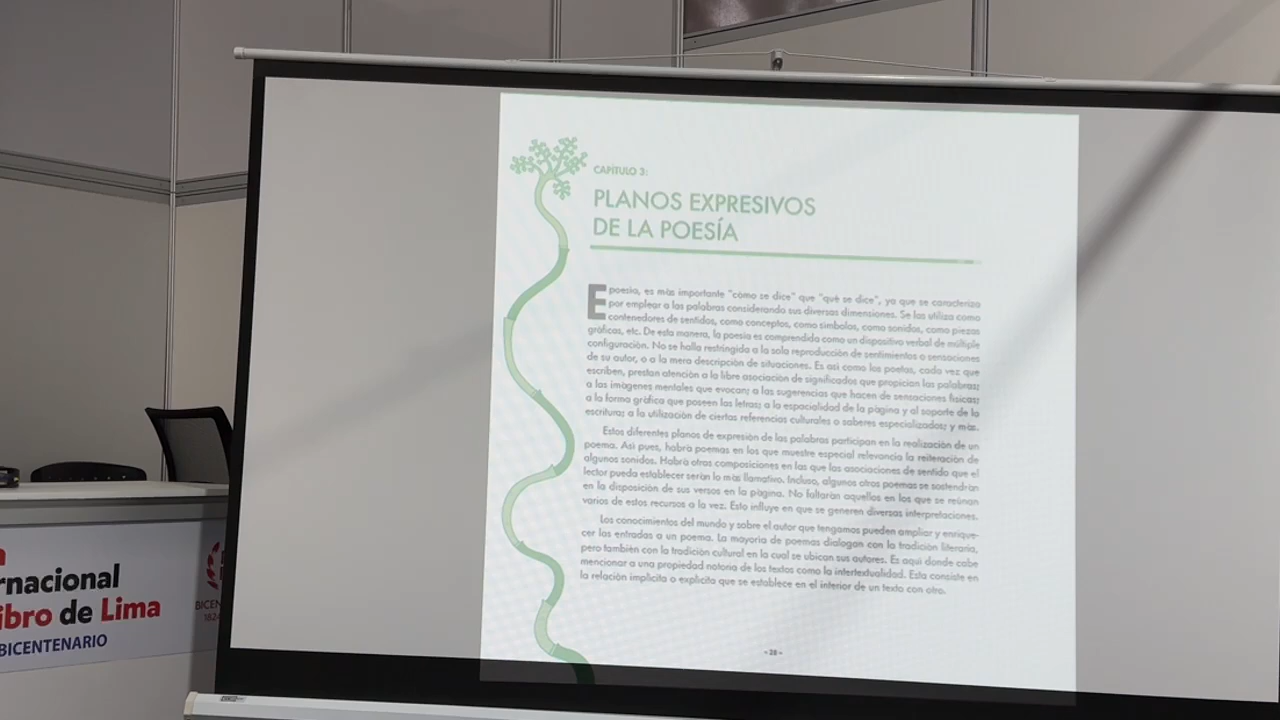 CAPÍTULO 3:
PLANOS EXPRESIVOS
DE LA POESÍA
E poesía, es más importante "cómo se dice" que "qué se dice", ya que se caracteriza
por emplear a las palabras considerando sus diversas dimensiones. Se las utiliza como
contenedores de sentidos, como conceptos, como símbolos, como sonidos, como piezas
gráficas, etc. De esta manera, la poesía es comprendida como un dispositivo verbal de múltiple
configuración. No se halla restringida a la sola reproducción de sentimientos o sensaciones
de su autor, o a la mera descripción de situaciones. Es así como los poetas, cada vez que
escriben, prestan atención a la libre asociación de significados que propician las palabras;
a las imágenes mentales que evocan; a las sugerencias que hacen de sensaciones físicas;
a la forma gráfica que poseen las letras; a la espacialidad de la página y al soporte de la
escritura; a la utilización de ciertas referencias culturales o saberes especializados; y más.
Estos diferentes planos de expresión de las palabras participan en la realización de un
poema. Así pues, habrá poemas en los que muestre especial relevancia la reiteración de
algunos sonidos. Habrá otras composiciones en las que las asociaciones de sentido que el
lector pueda establecer serán lo más llamativo. Incluso, algunos otros poemas se sostendrán
en la disposición de sus versos en la página. No faltarán aquellos en los que se reúnan
varios de estos recursos a la vez. Esto influye en que se generen diversas interpretaciones.
Los conocimientos del mundo y sobre el autor que tengamos pueden ampliar y enrique-
cer las entradas a un poema. La mayoría de poemas dialogan con la tradición literaria,
pero también con la tradición cultural en la cual se ubican sus autores. Es aquí donde cabe
mencionar a una propiedad notoria de los textos como la intertextualidad. Esta consiste en
la relación implícita o explícita que se establece en el interior de un texto con otro.
- 28 -
rnacional
ibro de Lima
BICENTENARIO
BICEN
182